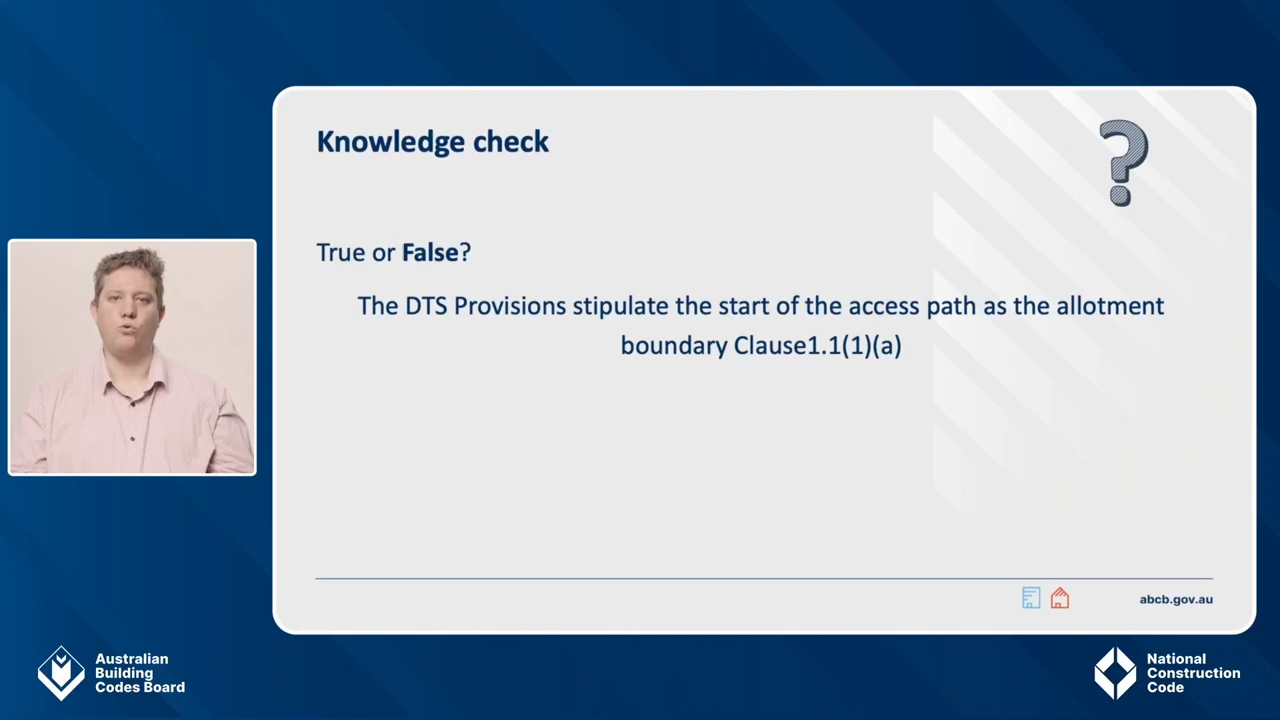 Knowledge check
?
True or False?
The DTS Provisions stipulate the start of the access path as the allotment
boundary Clause1.1(1)(a)
abcb.gov.au
Australian
Building
Codes Board
National
Construction
Code